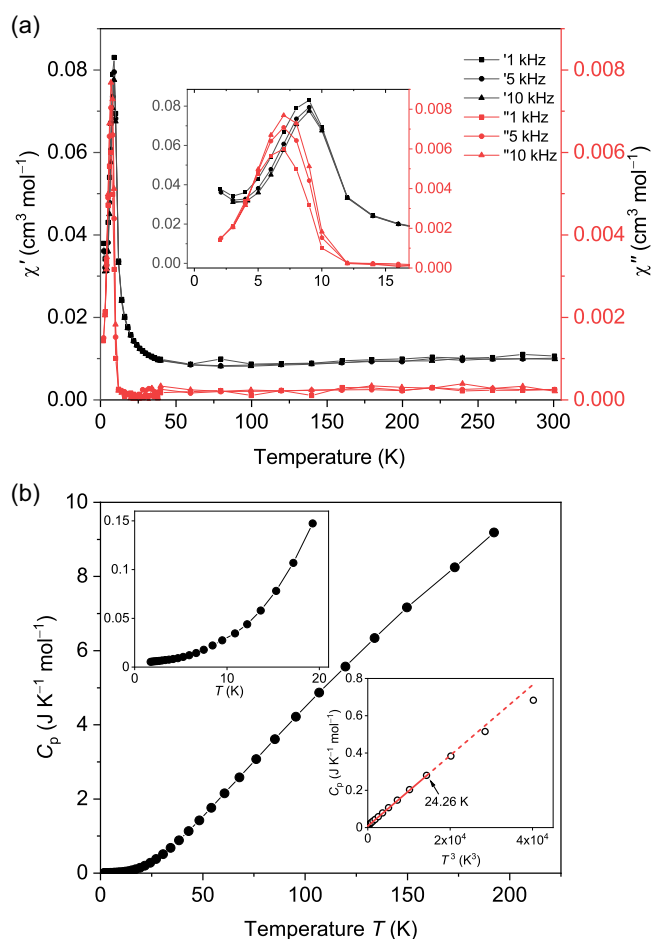 (a)
0.08
0.06
0.04
0.02
0.00
χ′ (cm³ mol⁻¹)
0.008
0.006
0.004
0.002
0.000
χ″ (cm³ mol⁻¹)
'1 kHz
'5 kHz
'10 kHz
"1 kHz
"5 kHz
"10 kHz
0.08
0.06
0.04
0.02
0.00
0.008
0.006
0.004
0.002
0.000
0 5 10 15
0 50 100 150 200 250 300
Temperature (K)
(b)
10
8
6
4
2
0
Cₚ (J K⁻¹ mol⁻¹)
0.15
0.1
0.05
0
0 10 20
T (K)
0.8
0.6
0.4
0.2
0
Cₚ (J K⁻¹ mol⁻¹)
24.26 K
0 2x10⁴ 4x10⁴
T³ (K³)
0 50 100 150 200
Temperature T (K)